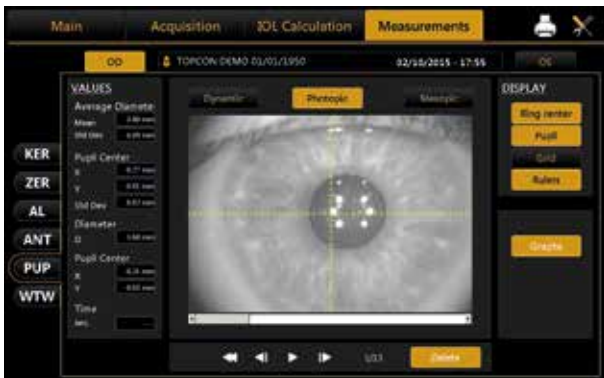 Main Acquisition IOL Calculation Measurements
OD TOPCON DEMO 01/01/1950 02/10/2015 - 17:56 OS
VALUES
Average Diamete
Mean
Std Dev
Pupil Center
X
Y
Std Dev
Diameter
D
Pupil Center
X
Y
Time
sec.
KER
ZER
AL
ANT
PUP
WTW
Dynamic Photopic Mesopic
DISPLAY
Ring center
Pupil
Grid
Rulers
Graphs
Delete